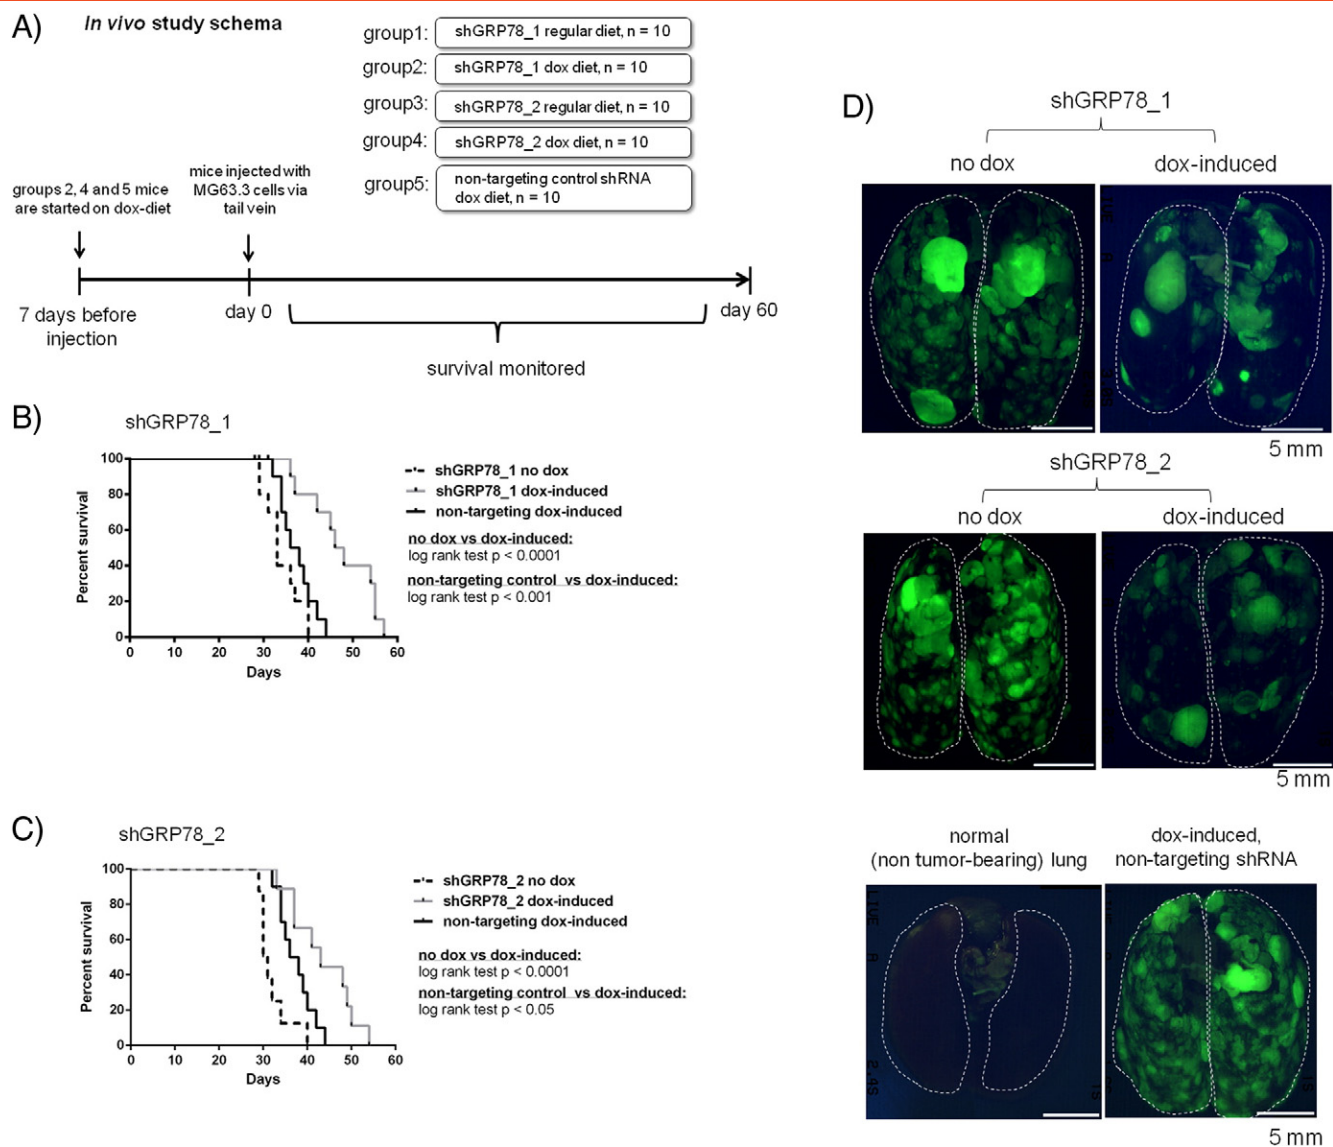 A)
In vivo study schema
group1:
shGRP78_1 regular diet, n = 10
group2:
shGRP78_1 dox diet, n = 10
group3:
shGRP78_2 regular diet, n = 10
group4:
shGRP78_2 dox diet, n = 10
group5:
non-targeting control shRNA
dox diet, n = 10
groups 2, 4 and 5 mice
are started on dox-diet
mice injected with
MG63.3 cells via
tail vein
7 days before
injection
day 0
day 60
survival monitored
B)
shGRP78_1
Percent survival
100
80
60
40
20
0
0 10 20 30 40 50 60
Days
shGRP78_1 no dox
shGRP78_1 dox-induced
non-targeting dox-induced
no dox vs dox-induced:
log rank test p < 0.0001
non-targeting control vs dox-induced:
log rank test p < 0.001
C)
shGRP78_2
Percent survival
100
80
60
40
20
0
0 10 20 30 40 50 60
Days
shGRP78_2 no dox
shGRP78_2 dox-induced
non-targeting dox-induced
no dox vs dox-induced:
log rank test p < 0.0001
non-targeting control vs dox-induced:
log rank test p < 0.05
D)
shGRP78_1
no dox
dox-induced
5 mm
shGRP78_2
no dox
dox-induced
5 mm
normal
(non tumor-bearing) lung
dox-induced,
non-targeting shRNA
5 mm